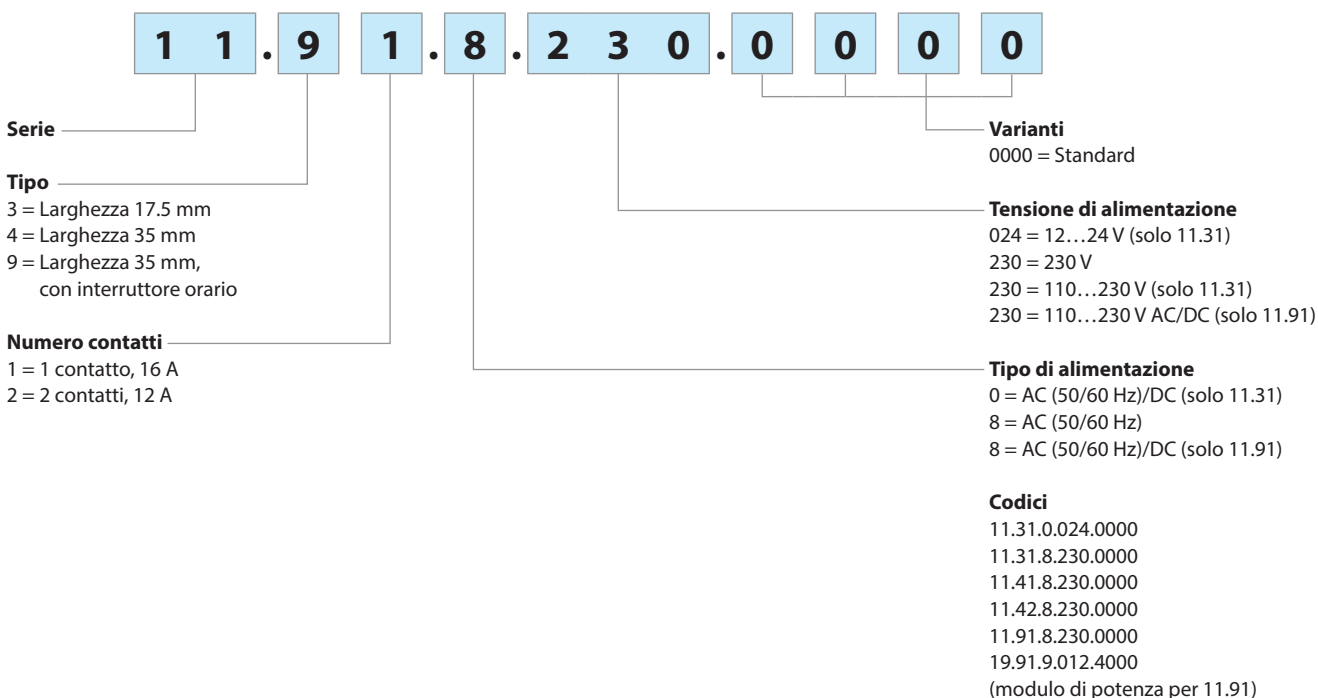 1 1 . 9 1 . 8 . 2 3 0 . 0 0 0 0
Serie
Tipo
3 = Larghezza 17.5 mm
4 = Larghezza 35 mm
9 = Larghezza 35 mm,
con interruttore orario
Numero contatti
1 = 1 contatto, 16 A
2 = 2 contatti, 12 A
Varianti
0000 = Standard
Tensione di alimentazione
024 = 12…24 V (solo 11.31)
230 = 230 V
230 = 110…230 V (solo 11.31)
230 = 110…230 V AC/DC (solo 11.91)
Tipo di alimentazione
0 = AC (50/60 Hz)/DC (solo 11.31)
8 = AC (50/60 Hz)
8 = AC (50/60 Hz)/DC (solo 11.91)
Codici
11.31.0.024.0000
11.31.8.230.0000
11.41.8.230.0000
11.42.8.230.0000
11.91.8.230.0000
19.91.9.012.4000
(modulo di potenza per 11.91)